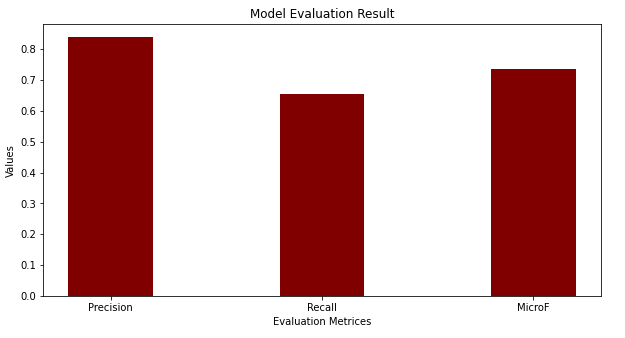 Model Evaluation Result
Values
0.8
0.7
0.6
0.5
0.4
0.3
0.2
0.1
0.0
Precision
Recall
MicroF
Evaluation Metrices